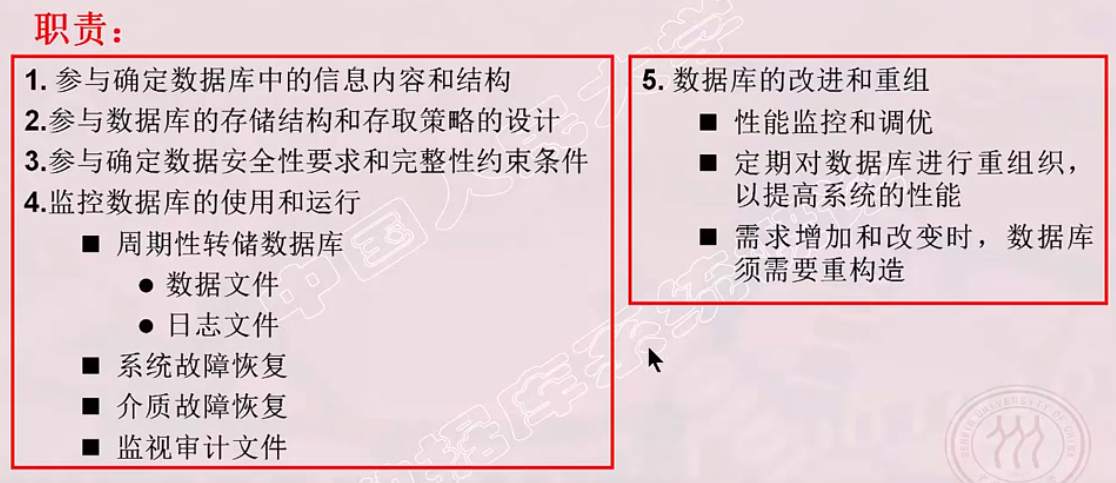 职责：
1. 参与确定数据库中的信息内容和结构
2.参与数据库的存储结构和存取策略的设计
3.参与确定数据安全性要求和完整性约束条件
4.监控数据库的使用和运行
■ 周期性转储数据库
● 数据文件
● 日志文件
■ 系统故障恢复
■ 介质故障恢复
■ 监视审计文件
5. 数据库的改进和重组
■ 性能监控和调优
■ 定期对数据库进行重组织，
以提高系统的性能
■ 需求增加和改变时，数据库
须需要重构造